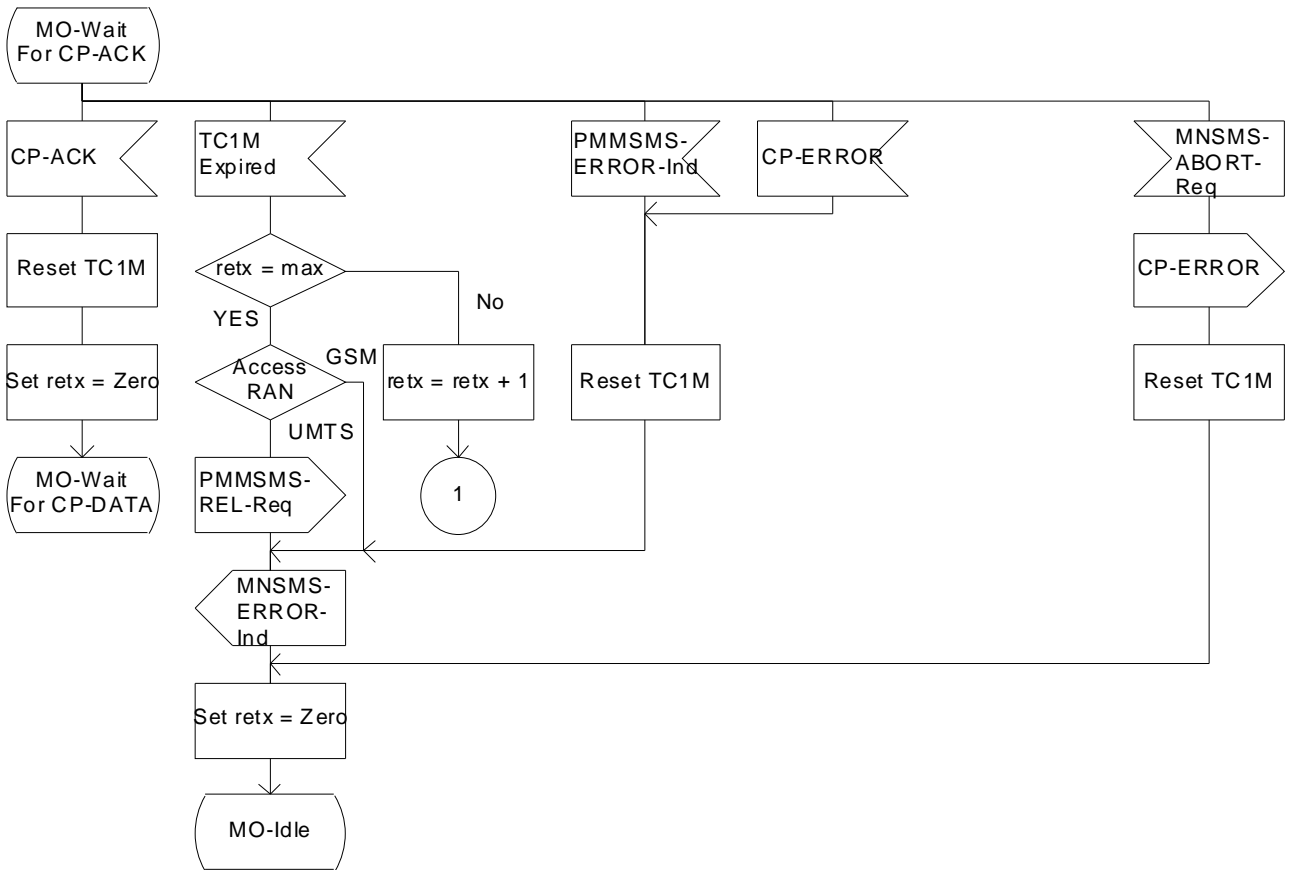 MO-Wait
For CP-ACK
CP-ACK
TC1M
Expired
PMMSMS-
ERROR-Ind
CP-ERROR
MNSMS-
ABORT-
Req
Reset TC1M
retx = max
No
YES
CP-ERROR
Set retx = Zero
Access
RAN
GSM
UMTS
retx = retx + 1
Reset TC1M
Reset TC1M
MO-Wait
For CP-DATA
PMMSMS-
REL-Req
1
MNSMS-
ERROR-
Ind
Set retx = Zero
MO-Idle